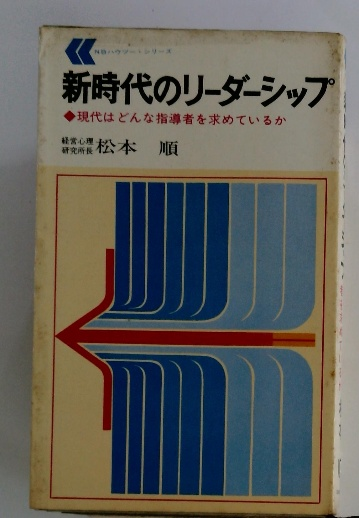 新時代のリーダーシップ
◆現代はどんな指導者を求めているか
経営心理
研究所長 松本 順